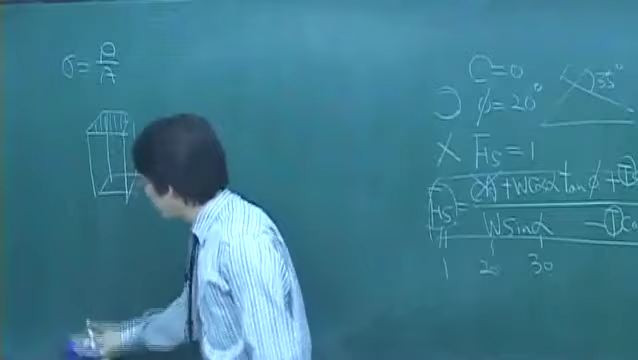 σ = P/A
C = 0
φ = 20°
35°
× Fs = 1
Wcosα tanφ +
Fs =
Wsinα −
1 20 30